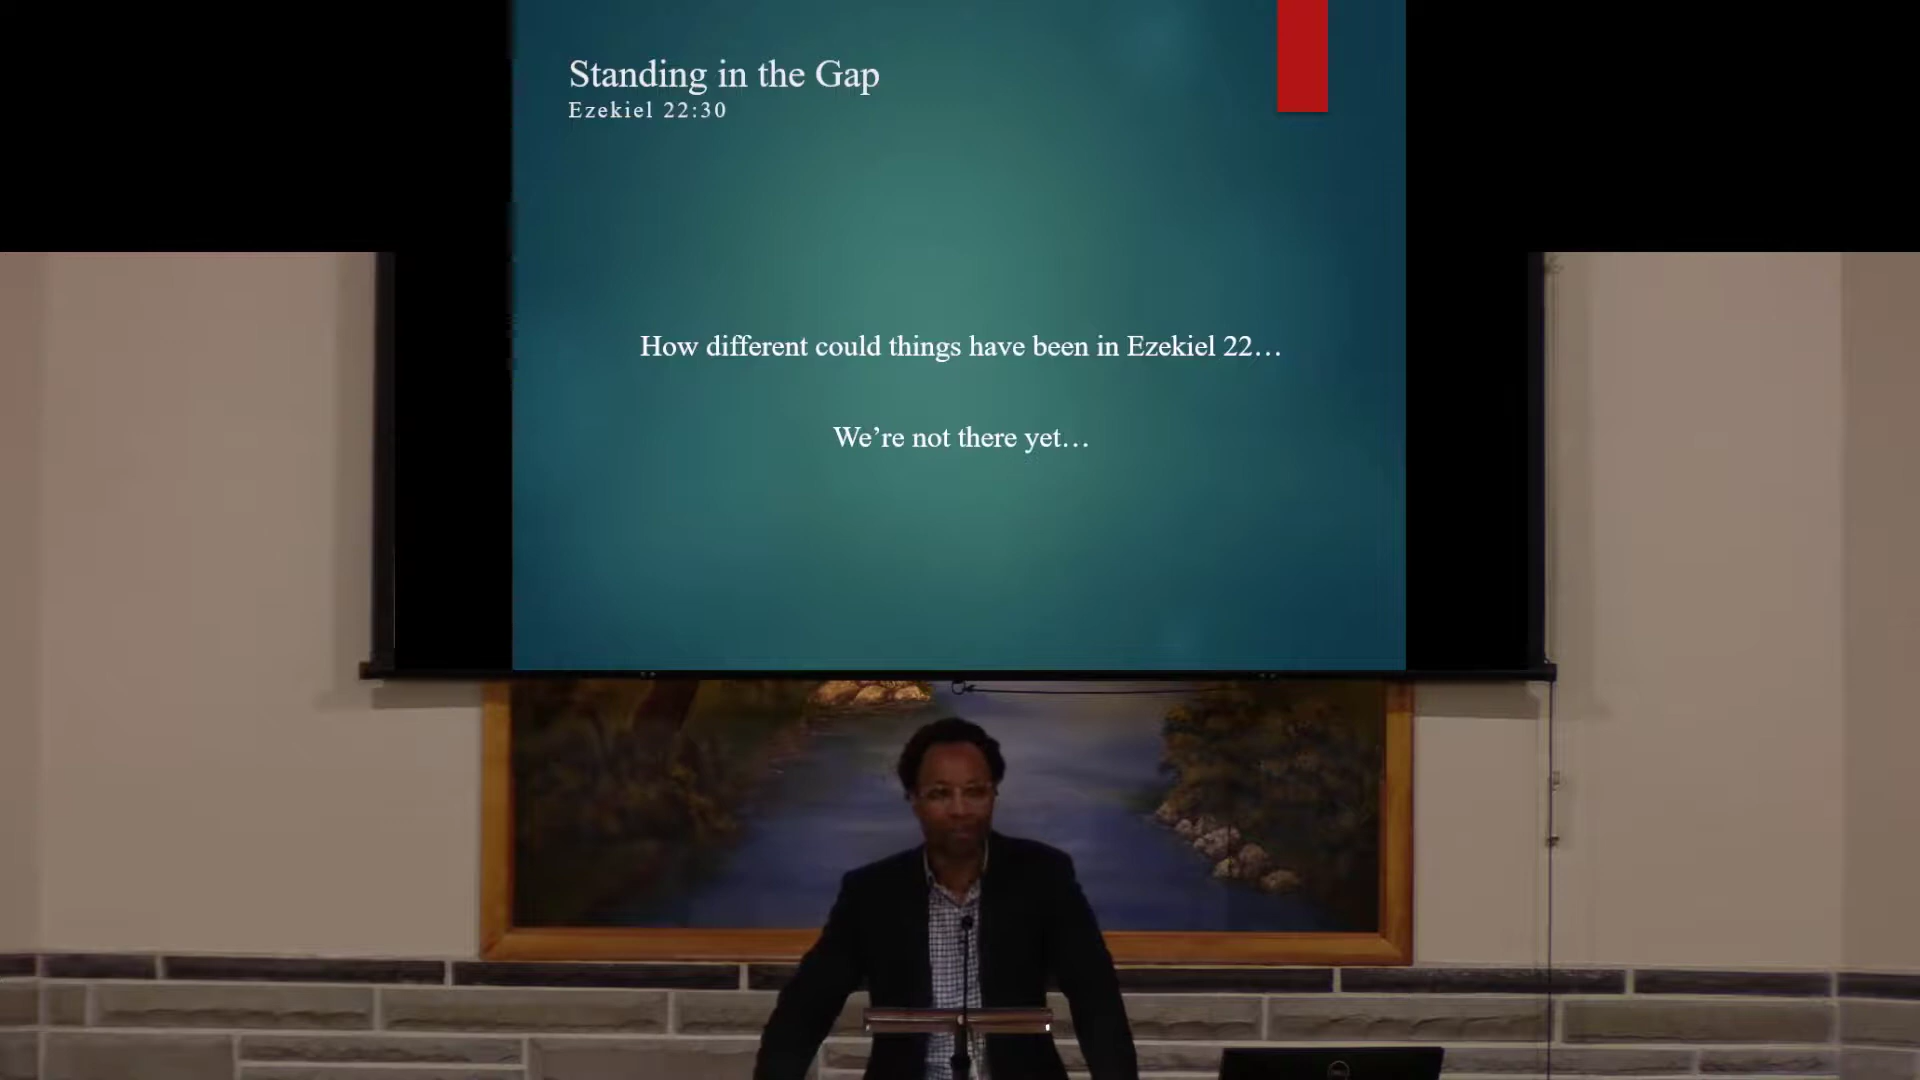 Standing in the Gap
Ezekiel 22:30
How different could things have been in Ezekiel 22…
We’re not there yet…